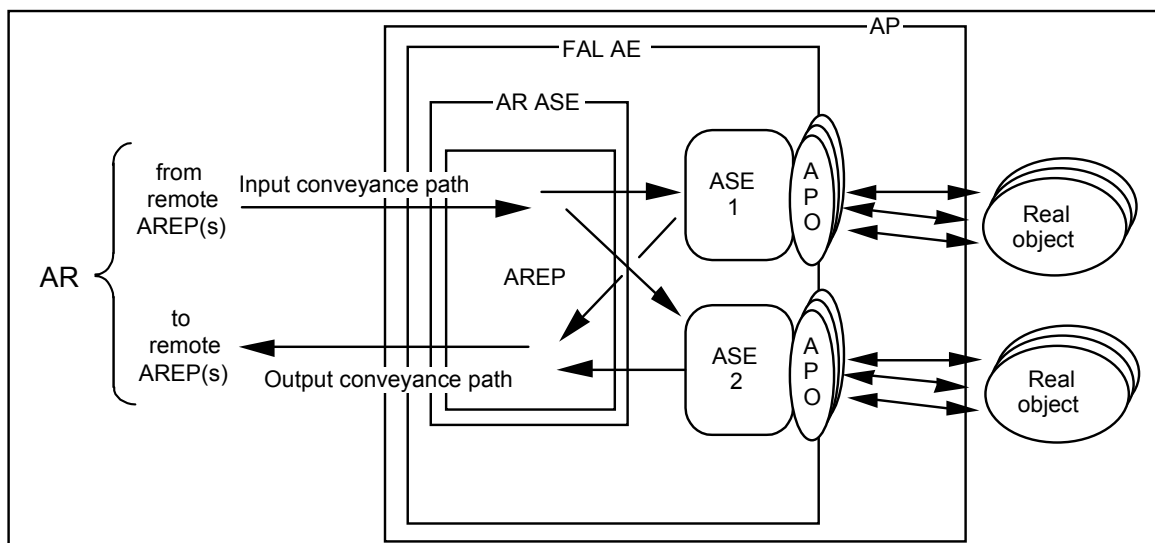 AP
FAL AE
AR ASE
from
remote
AREP(s)
Input conveyance path
AR
AREP
to
remote
AREP(s)
Output conveyance path
ASE
1
A
P
O
Real
object
ASE
2
A
P
O
Real
object